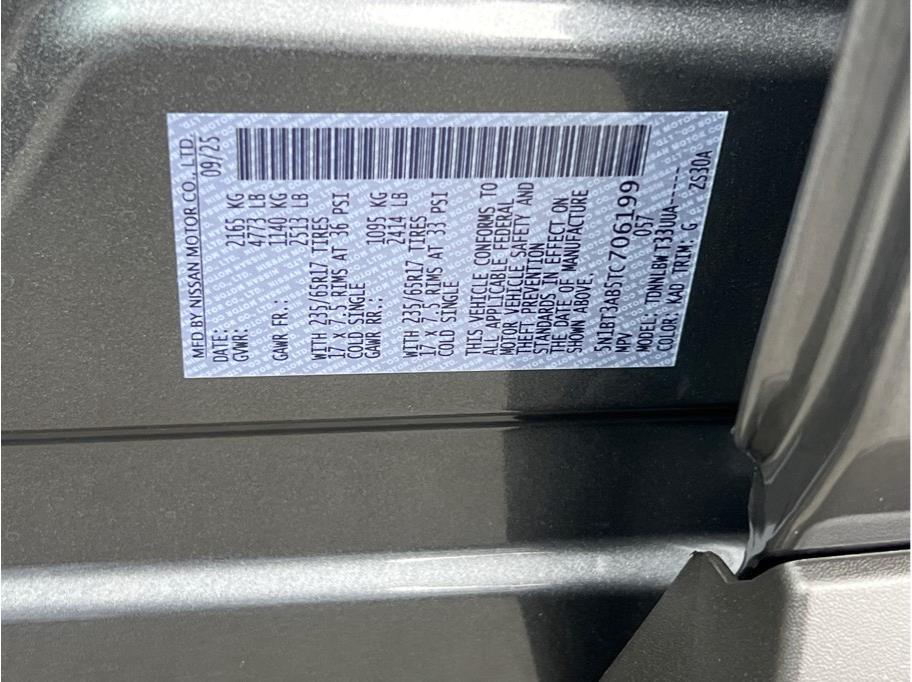 MFD BY NISSAN MOTOR CO., LTD.
DATE: 09/25
GVWR: 2165 KG
4773 LB
GAWR FR.: 1140 KG
2513 LB
WITH 235/65R17 TIRES
17 X 7.5 RIMS AT 36 PSI
COLD SINGLE
GAWR RR.: 1095 KG
2414 LB
WITH 235/65R17 TIRES
17 X 7.5 RIMS AT 33 PSI
COLD SINGLE
THIS VEHICLE CONFORMS TO
ALL APPLICABLE FEDERAL
MOTOR VEHICLE SAFETY AND
THEFT PREVENTION
STANDARDS IN EFFECT ON
THE DATE OF MANUFACTURE
SHOWN ABOVE.
5N1BT3AB5TC706199
MPV 057
MODEL: TDNNLBW T33UUA------
COLOR: KAD TRIM: G ZS30A